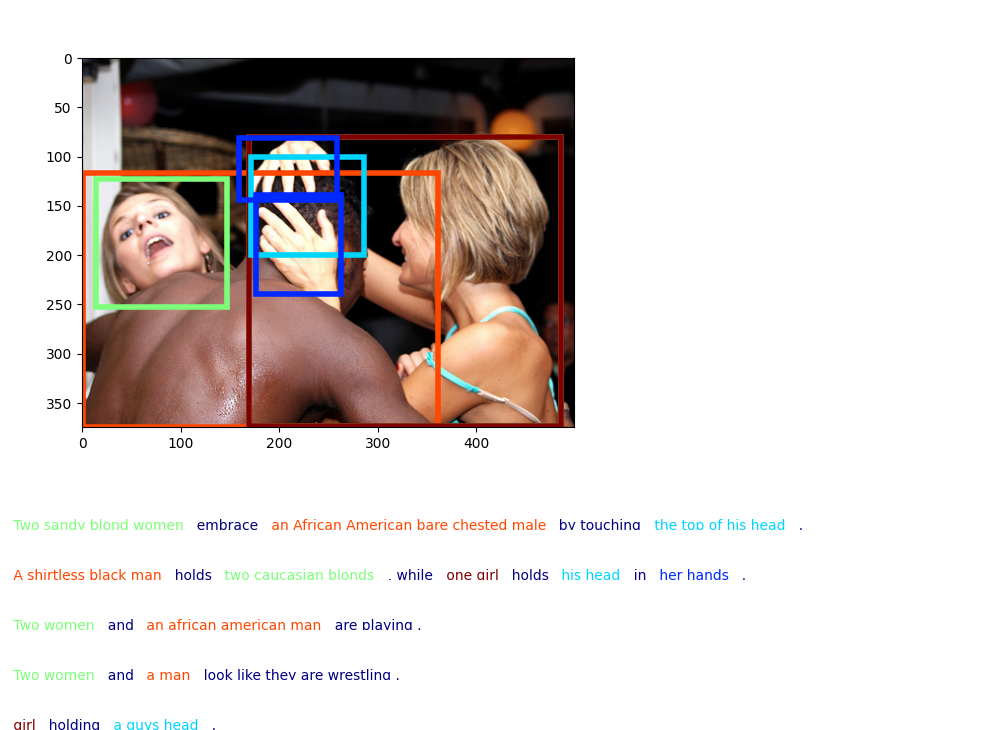 0
50
100
150
200
250
300
350
0 100 200 300 400
Two sandy blond women embrace an African American bare chested male by touching the top of his head .
A shirtless black man holds two caucasian blonds , while one girl holds his head in her hands .
Two women and an african american man are playing .
Two women and a man look like they are wrestling .
girl holding a guys head .